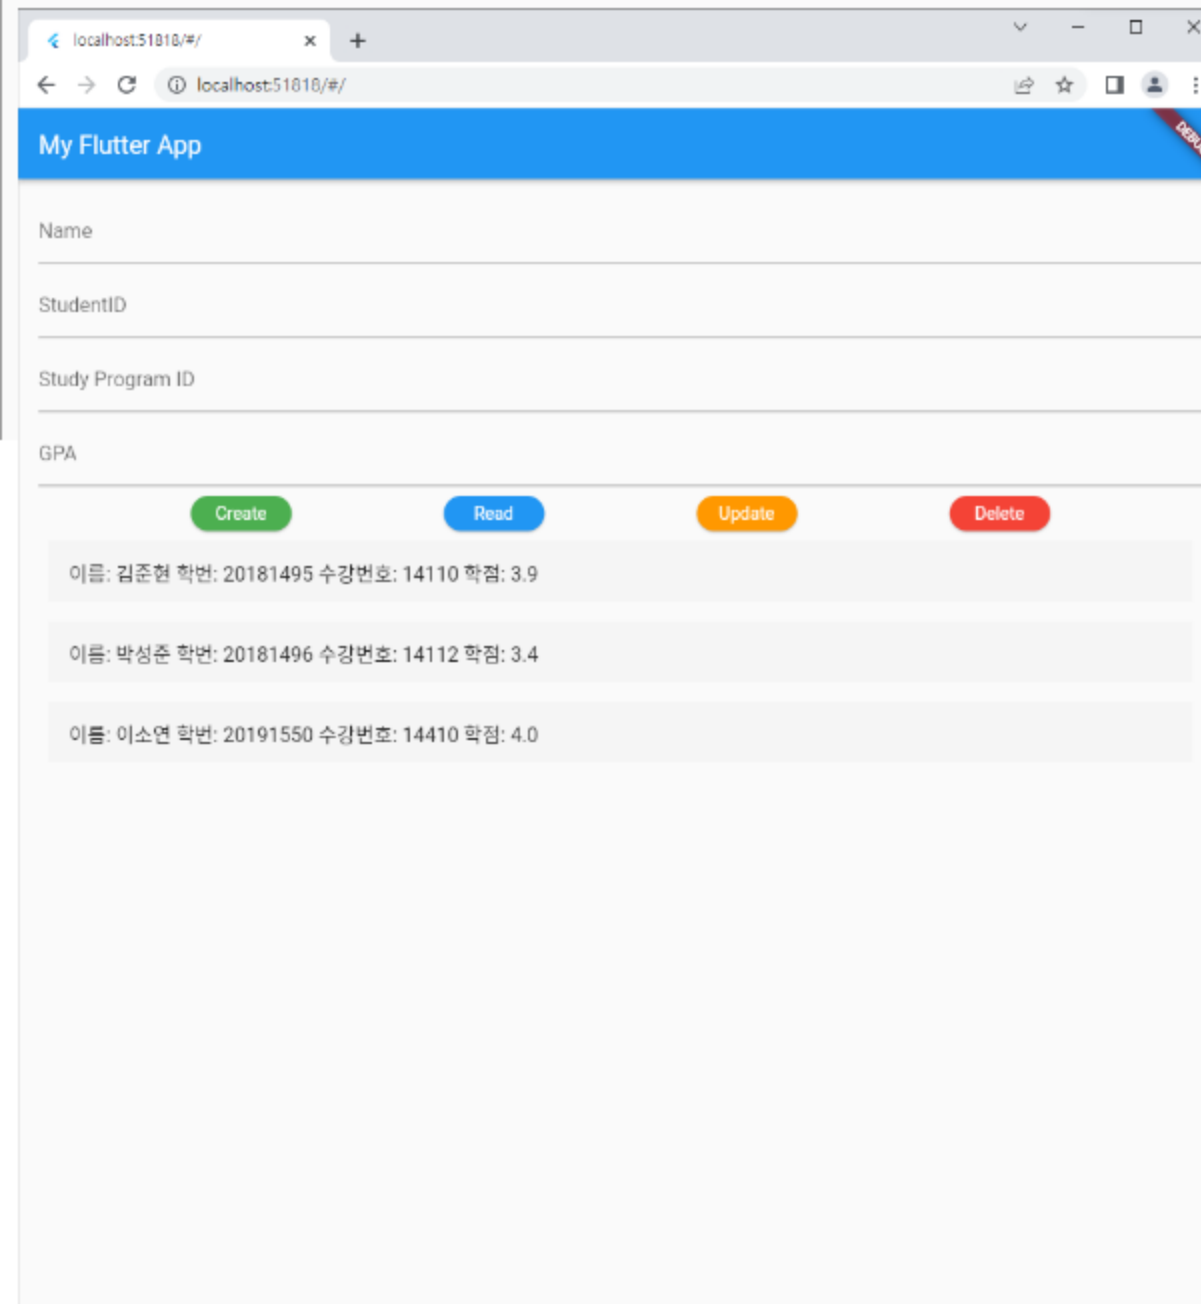 localhost:51818/#/
localhost:51818/#/
My Flutter App
Name
StudentID
Study Program ID
GPA
Create Read Update Delete
이름: 김준현 학번: 20181495 수강번호: 14110 학점: 3.9
이름: 박성준 학번: 20181496 수강번호: 14112 학점: 3.4
이름: 이소연 학번: 20191550 수강번호: 14410 학점: 4.0